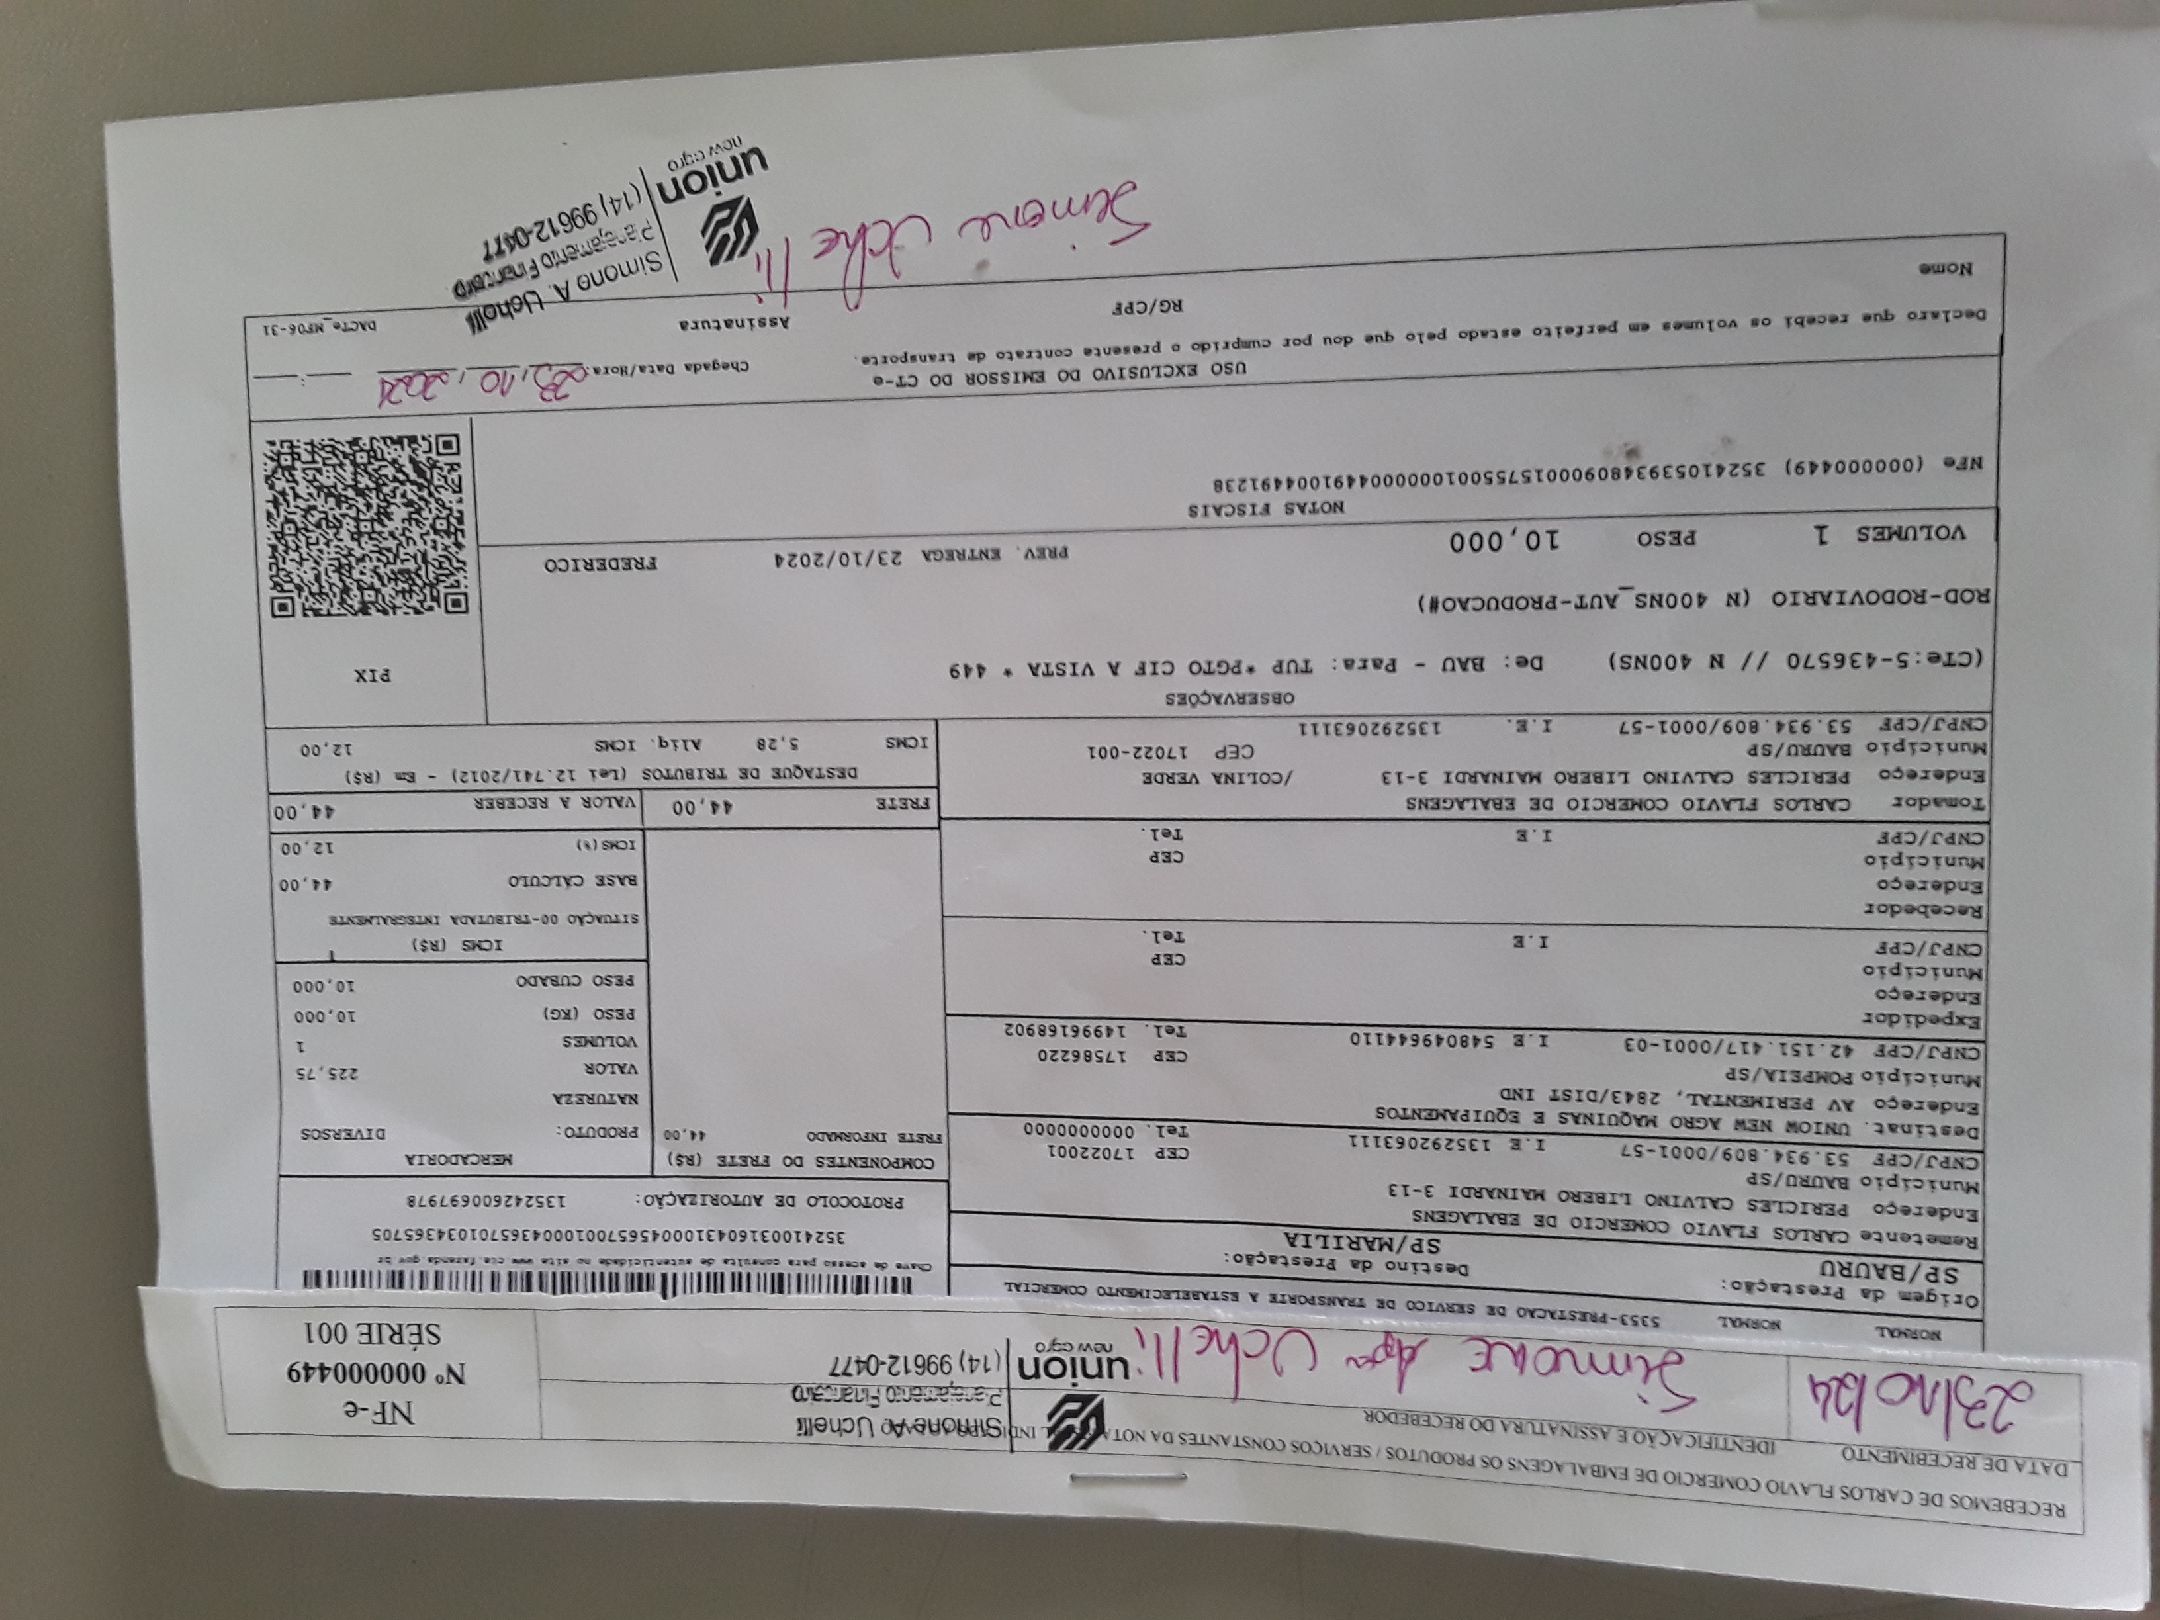 RECEBEMOS DE CARLOS FLAVIO COMERCIO DE EMBALAGENS OS PRODUTOS / SERVIÇOS CONSTANTES DA NOTA
DATA DE RECEBIMENTO
IDENTIFICAÇÃO E ASSINATURA DO RECEBEDOR
23/10/24
Simone Uchelli
union
new agro
Simone A. Uchelli
Planejamento Financeiro
(14) 99612-0477
NF-e
Nº 000000449
SÉRIE 001
NORMAL NORMAL 5353-PRESTACAO DE SERVICO DE TRANSPORTE A ESTABELECIMENTO COMERCIAL
Origem da Prestação: Destino da Prestação:
SP/BAURU SP/MARILIA
Remetente CARLOS FLAVIO COMERCIO DE EBALAGENS
Endereço PERICLES CALVINO LIBERO MAINARDI 3-13
Município BAURU/SP CEP 17022001
CNPJ/CPF 53.934.809/0001-57 I.E 135292063111 Tel. 00000000000
Destinat. UNIOW NEW AGRO MAQUINAS E EQUIPAMENTOS
Endereço AV PERIMENTAL, 2843/DIST IND
Município POMPEIA/SP CEP 17586220
CNPJ/CPF 42.151.417/0001-03 I.E 548049644110 Tel. 14996168902
Expedidor
Endereço
Município CEP
CNPJ/CPF I.E Tel.
Recebedor
Endereço
Município CEP
CNPJ/CPF I.E Tel.
Tomador CARLOS FLAVIO COMERCIO DE EBALAGENS
Endereço PERICLES CALVINO LIBERO MAINARDI 3-13 /COLINA VERDE
Município BAURU/SP CEP 17022-001
CNPJ/CPF 53.934.809/0001-57 I.E. 135292063111
Chave de acesso para consulta de autenticidade no site www.cte.fazenda.gov.br
35241003160431000456570010004365701034365705
PROTOCOLO DE AUTORIZAÇÃO: 135242600697978
COMPONENTES DO FRETE (R$)
FRETE INFORMADO 44,00
MERCADORIA
PRODUTO: DIVERSOS
NATUREZA
VALOR 225,75
VOLUMES 1
PESO (KG) 10,000
PESO CUBADO 10,000
ICMS (R$)
SITUAÇÃO 00-TRIBUTADA INTEGRALMENTE
BASE CÁLCULO 44,00
ICMS(%) 12,00
FRETE 44,00 VALOR A RECEBER 44,00
DESTAQUE DE TRIBUTOS (Lei 12.741/2012) - Em (R$)
ICMS 5,28 Aliq. ICMS 12,00
OBSERVAÇÕES
(CTe:5-436570 // N 400NS) De: BAU - Para: TUP *PGTO CIF A VISTA * 449
ROD-RODOVIARIO (N 400NS_AUT-PRODUCAO#)
VOLUMES 1 PESO 10,000 PREV. ENTREGA 23/10/2024 FREDERICO
PIX
NOTAS FISCAIS
NFe (000000449) 35241053934809000157550010000004491004491238
USO EXCLUSIVO DO EMISSOR DO CT-e
Declaro que recebi os volumes em perfeito estado pelo que dou por cumprido o presente contrato de transporte.
Chegada Data/Hora: 23,10,2024
Nome RG/CPF Assinatura
DACTe_MF06-31
Simone Uchelli
union
new agro
Simone A. Uchelli
Planejamento Financeiro
(14) 99612-0477